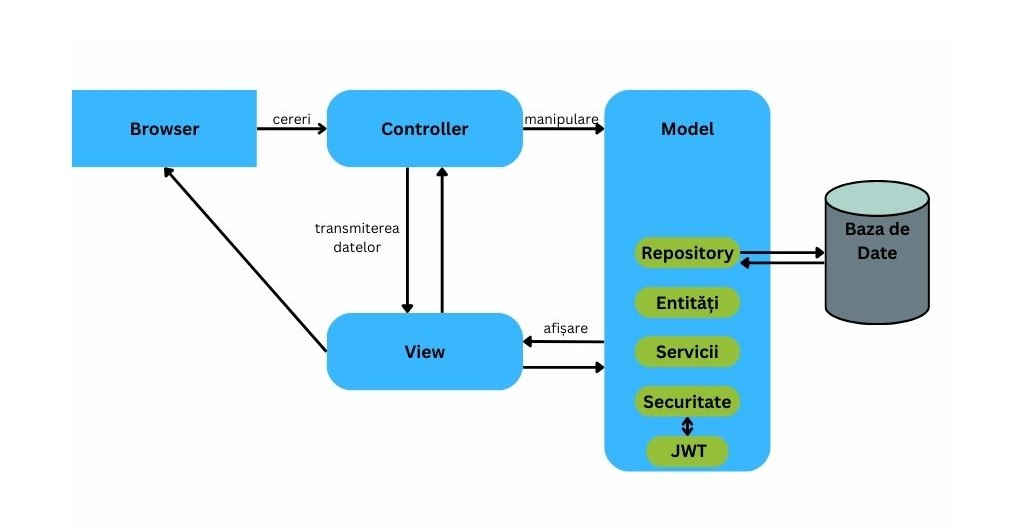 Browser
cereri
Controller
manipulare
Model
transmiterea
datelor
Baza de
Date
Repository
Entități
afișare
View
Servicii
Securitate
JWT